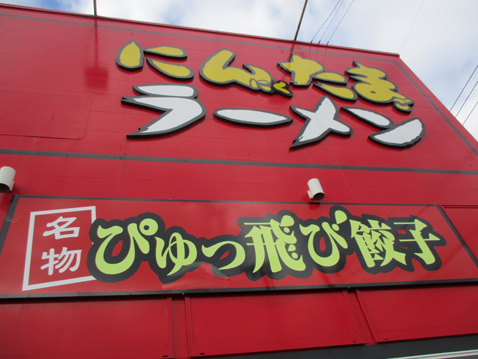 にんにくたまご
ラーメン
名物
ぴゅっ飛び餃子